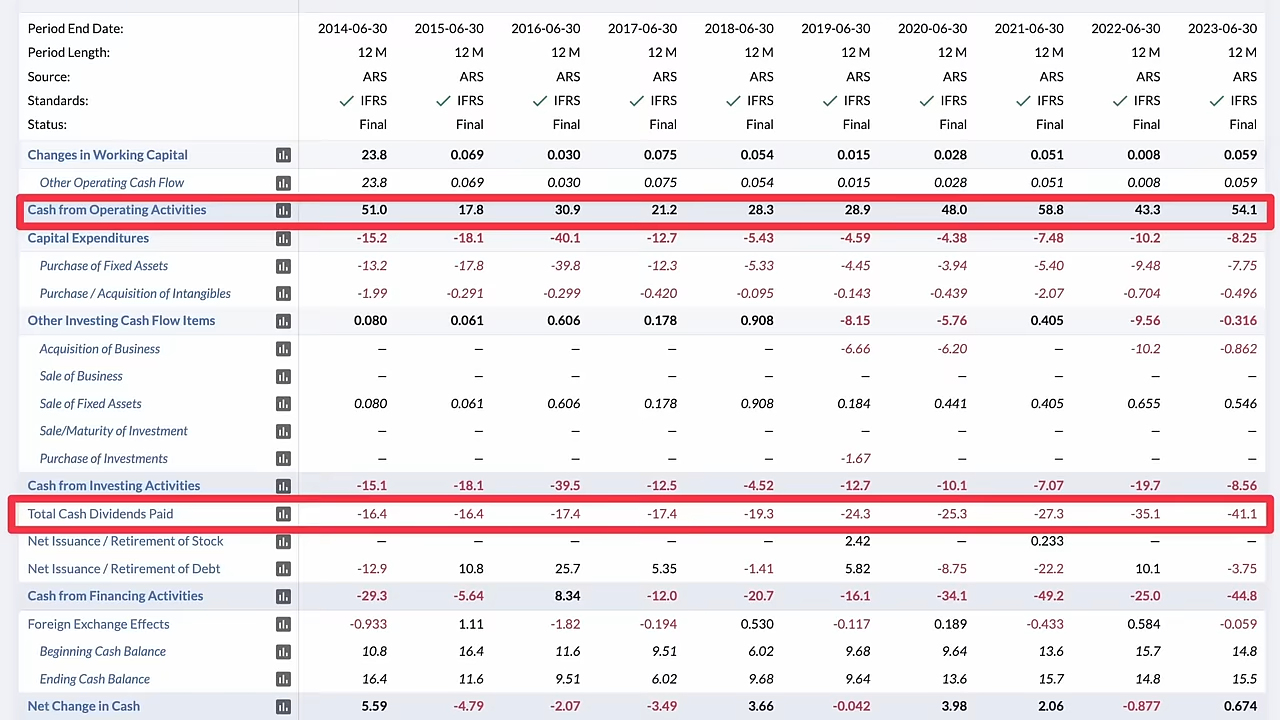 Period End Date: 2014-06-30 2015-06-30 2016-06-30 2017-06-30 2018-06-30 2019-06-30 2020-06-30 2021-06-30 2022-06-30 2023-06-30
Period Length: 12 M 12 M 12 M 12 M 12 M 12 M 12 M 12 M 12 M 12 M
Source: ARS ARS ARS ARS ARS ARS ARS ARS ARS ARS
Standards: ✓ IFRS ✓ IFRS ✓ IFRS ✓ IFRS ✓ IFRS ✓ IFRS ✓ IFRS ✓ IFRS ✓ IFRS ✓ IFRS
Status: Final Final Final Final Final Final Final Final Final Final
Changes in Working Capital 23.8 0.069 0.030 0.075 0.054 0.015 0.028 0.051 0.008 0.059
Other Operating Cash Flow 23.8 0.069 0.030 0.075 0.054 0.015 0.028 0.051 0.008 0.059
Cash from Operating Activities 51.0 17.8 30.9 21.2 28.3 28.9 48.0 58.8 43.3 54.1
Capital Expenditures -15.2 -18.1 -40.1 -12.7 -5.43 -4.59 -4.38 -7.48 -10.2 -8.25
Purchase of Fixed Assets -13.2 -17.8 -39.8 -12.3 -5.33 -4.45 -3.94 -5.40 -9.48 -7.75
Purchase / Acquisition of Intangibles -1.99 -0.291 -0.299 -0.420 -0.095 -0.143 -0.439 -2.07 -0.704 -0.496
Other Investing Cash Flow Items 0.080 0.061 0.606 0.178 0.908 -8.15 -5.76 0.405 -9.56 -0.316
Acquisition of Business – – – – – -6.66 -6.20 – -10.2 -0.862
Sale of Business – – – – – – – – – –
Sale of Fixed Assets 0.080 0.061 0.606 0.178 0.908 0.184 0.441 0.405 0.655 0.546
Sale/Maturity of Investment – – – – – – – – – –
Purchase of Investments – – – – – -1.67 – – – –
Cash from Investing Activities -15.1 -18.1 -39.5 -12.5 -4.52 -12.7 -10.1 -7.07 -19.7 -8.56
Total Cash Dividends Paid -16.4 -16.4 -17.4 -17.4 -19.3 -24.3 -25.3 -27.3 -35.1 -41.1
Net Issuance / Retirement of Stock – – – – – 2.42 – 0.233 – –
Net Issuance / Retirement of Debt -12.9 10.8 25.7 5.35 -1.41 5.82 -8.75 -22.2 10.1 -3.75
Cash from Financing Activities -29.3 -5.64 8.34 -12.0 -20.7 -16.1 -34.1 -49.2 -25.0 -44.8
Foreign Exchange Effects -0.933 1.11 -1.82 -0.194 0.530 -0.117 0.189 -0.433 0.584 -0.059
Beginning Cash Balance 10.8 16.4 11.6 9.51 6.02 9.68 9.64 13.6 15.7 14.8
Ending Cash Balance 16.4 11.6 9.51 6.02 9.68 9.64 13.6 15.7 14.8 15.5
Net Change in Cash 5.59 -4.79 -2.07 -3.49 3.66 -0.042 3.98 2.06 -0.877 0.674